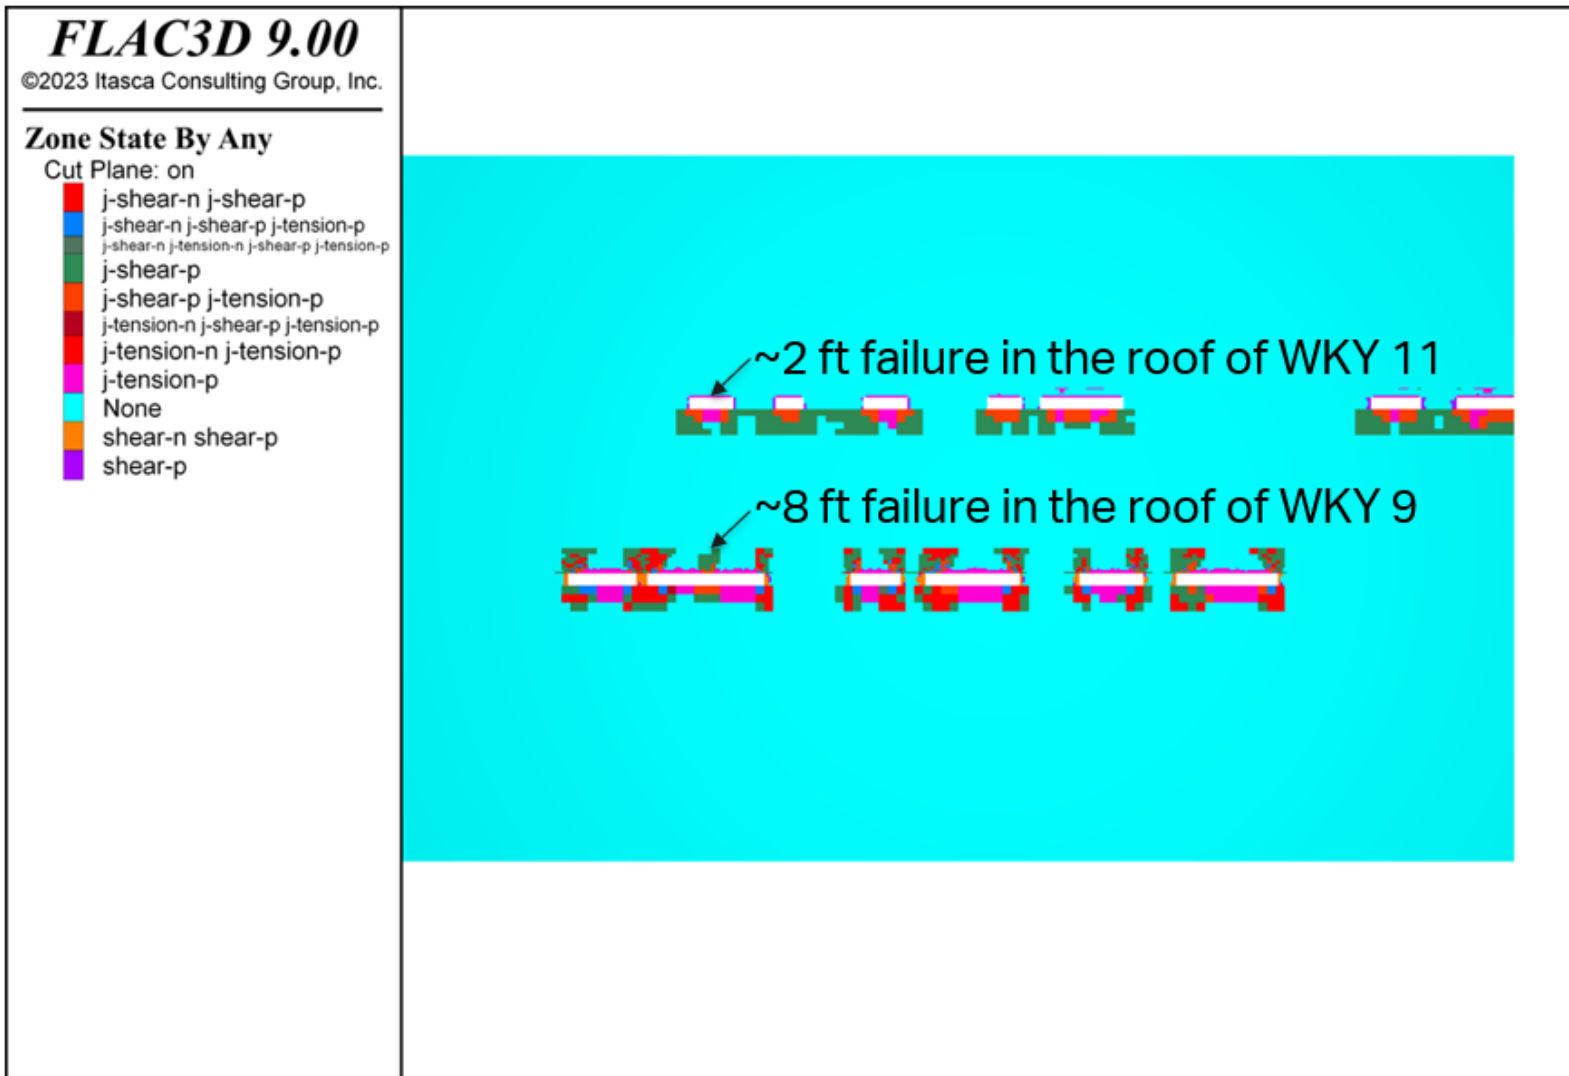 FLAC3D 9.00
©2023 Itasca Consulting Group, Inc.
Zone State By Any
Cut Plane: on
j-shear-n j-shear-p
j-shear-n j-shear-p j-tension-p
j-shear-n j-tension-n j-shear-p j-tension-p
j-shear-p
j-shear-p j-tension-p
j-tension-n j-shear-p j-tension-p
j-tension-n j-tension-p
j-tension-p
None
shear-n shear-p
shear-p
~2 ft failure in the roof of WKY 11
~8 ft failure in the roof of WKY 9